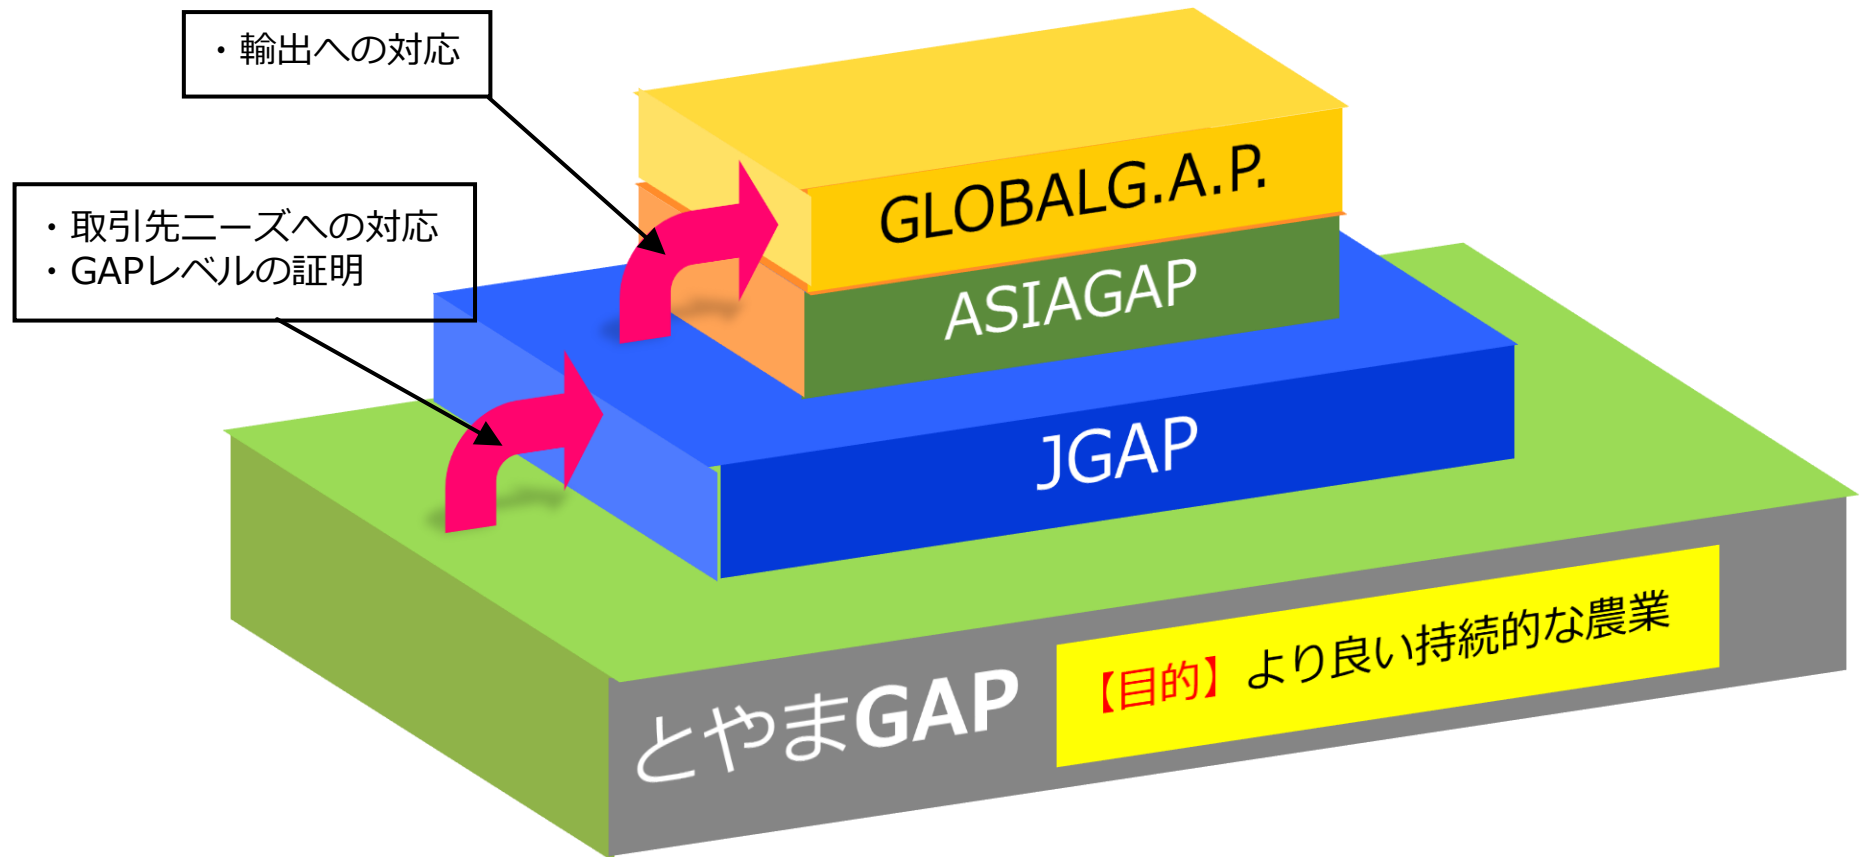 ・輸出への対応
・取引先ニーズへの対応
・GAPレベルの証明
GLOBALG.A.P.
ASIAGAP
JGAP
とやまGAP
【目的】より良い持続的な農業